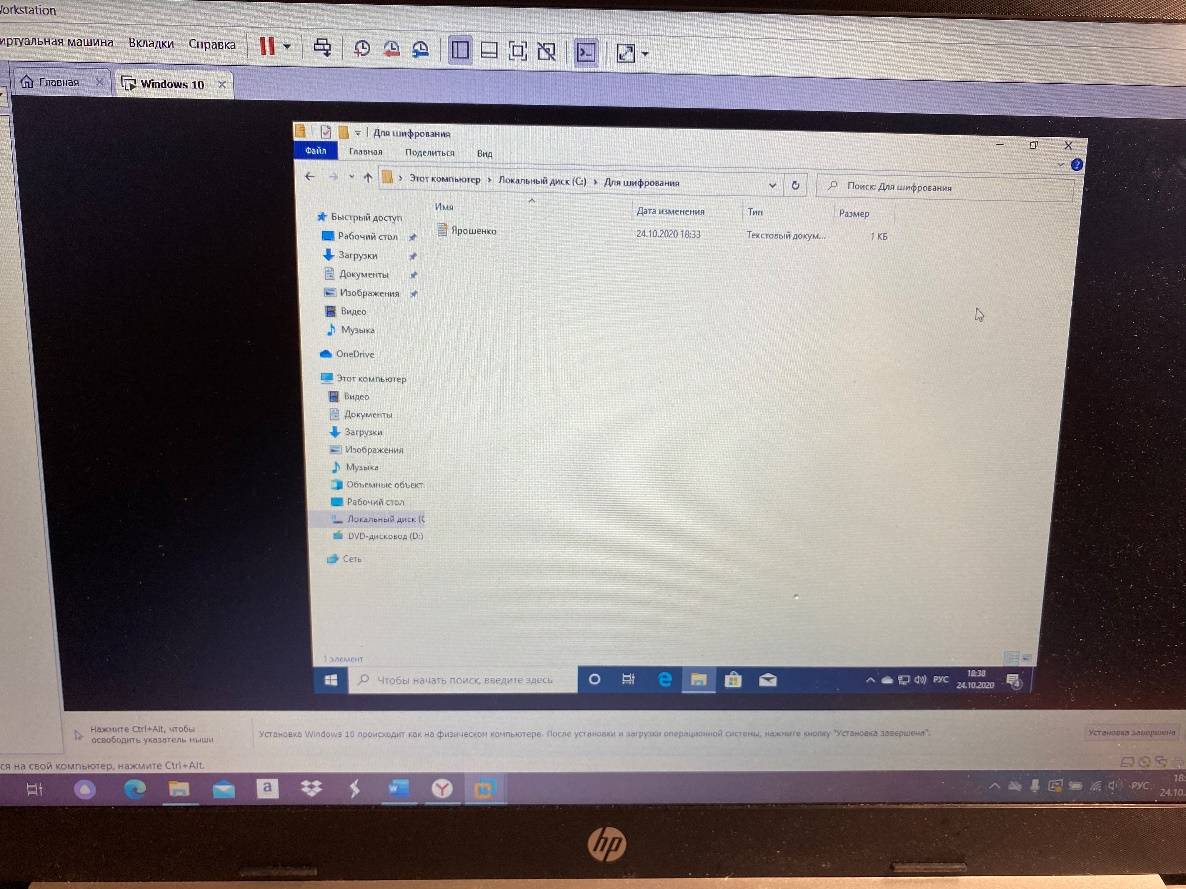 Workstation
иртуальная машина Вкладки Справка
Главная
Windows 10
Для шифрования
Файл Главная Поделиться Вид
Этот компьютер › Локальный диск (C:) › Для шифрования
Поиск: Для шифрования
Имя Дата изменения Тип Размер
Ярошенко 24.10.2020 18:33 Текстовый докум... 1 КБ
Быстрый доступ
Рабочий стол
Загрузки
Документы
Изображения
Видео
Музыка
OneDrive
Этот компьютер
Видео
Документы
Загрузки
Изображения
Музыка
Объемные объект
Рабочий стол
Локальный диск (C
DVD-дисковод (D:)
Сеть
1 элемент
Чтобы начать поиск, введите здесь
РУС
18:38
24.10.2020
4
Нажмите Ctrl+Alt, чтобы
освободить указатель мыши
Установка Windows 10 происходит как на физическом компьютере. После установки и загрузки операционной системы, нажмите кнопку "Установка завершена".
Установка завершена
ся на свой компьютер, нажмите Ctrl+Alt.
a
РУС
18:
24.10.
hp